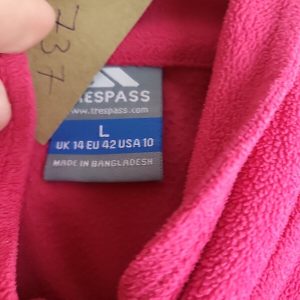 737
TRESPASS
www.trespass.com
L
UK 14 EU 42 USA 10
MADE IN BANGLADESH